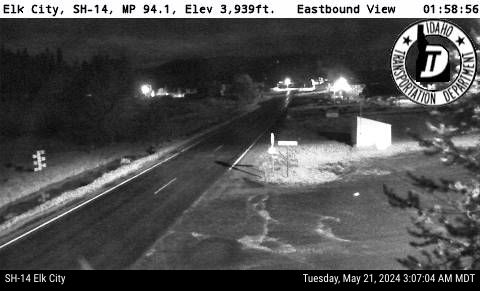 Elk City, SH-14, MP 94.1, Elev 3,939ft. Eastbound View 01:58:56
IDAHO
TRANSPORTATION DEPARTMENT
SH-14 Elk City Tuesday, May 21, 2024 3:07:04 AM MDT